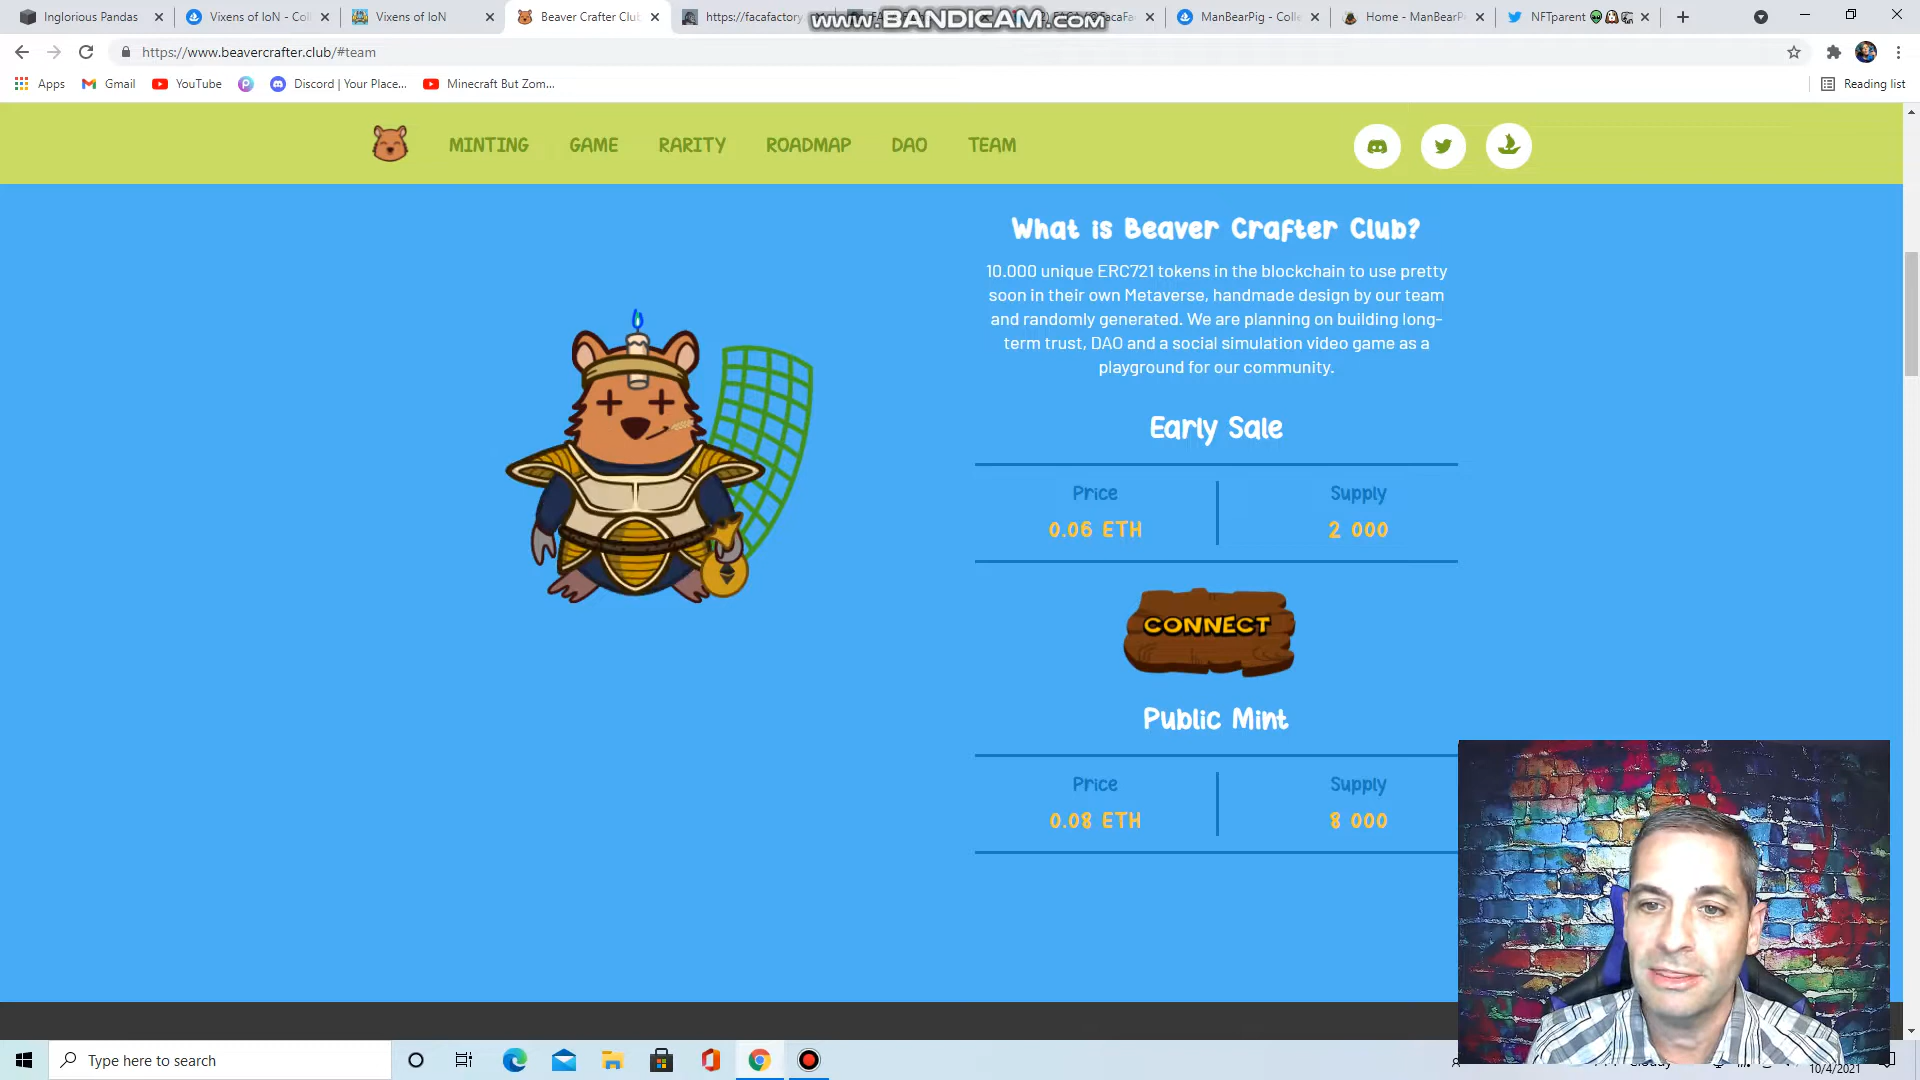 Inglorious Pandas
Vixens of IoN - Coll
Vixens of IoN
Beaver Crafter Club
https://facafactory
www.BANDICAM.com
ManBearPig - Colle
Home - ManBearPi
NFTparent
https://www.beavercrafter.club/#team
Apps
Gmail
YouTube
Discord | Your Place...
Minecraft But Zom...
Reading list
MINTING
GAME
RARITY
ROADMAP
DAO
TEAM
What is Beaver Crafter Club?
10.000 unique ERC721 tokens in the blockchain to use pretty
soon in their own Metaverse, handmade design by our team
and randomly generated. We are planning on building long-
term trust, DAO and a social simulation video game as a
playground for our community.
Early Sale
Price
Supply
0.06 ETH
2 000
CONNECT
Public Mint
Price
Supply
0.08 ETH
8 000
Type here to search
10/4/2021